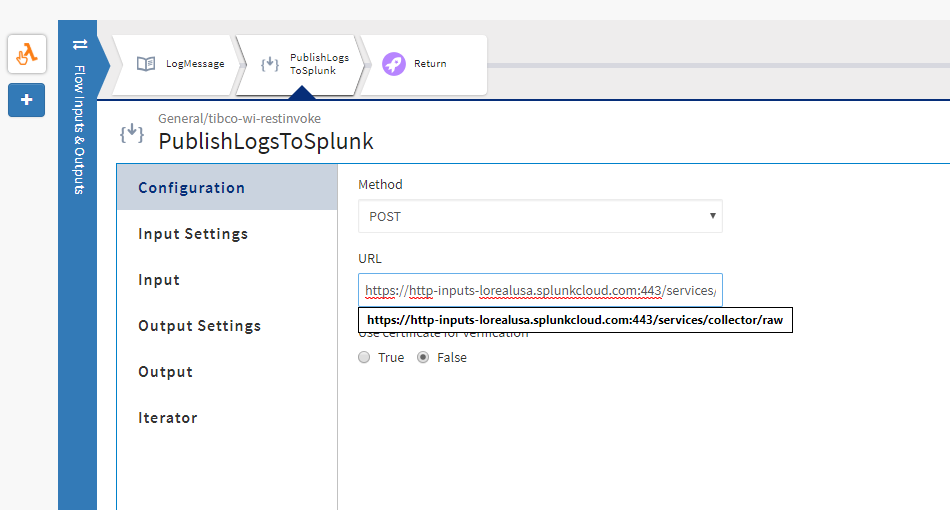 Flow Inputs & Outputs
LogMessage
PublishLogs
ToSplunk
Return
General/tibco-wi-restinvoke
PublishLogsToSplunk
Configuration
Input Settings
Input
Output Settings
Output
Iterator
Method
POST
URL
https://http-inputs-lorealusa.splunkcloud.com:443/services/
https://http-inputs-lorealusa.splunkcloud.com:443/services/collector/raw
Use certificate for verification
True
False